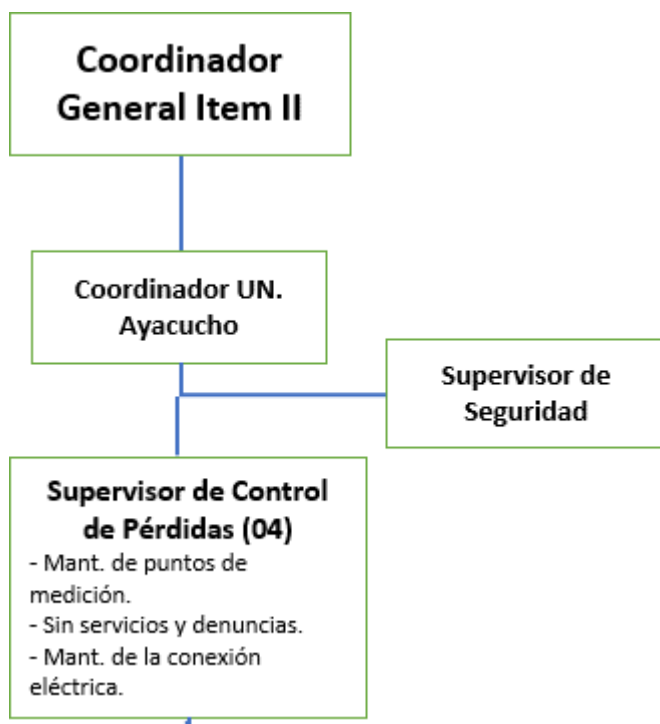 Coordinador
General Item II
Coordinador UN.
Ayacucho
Supervisor de
Seguridad
Supervisor de Control
de Pérdidas (04)
- Mant. de puntos de
medición.
- Sin servicios y denuncias.
- Mant. de la conexión
eléctrica.